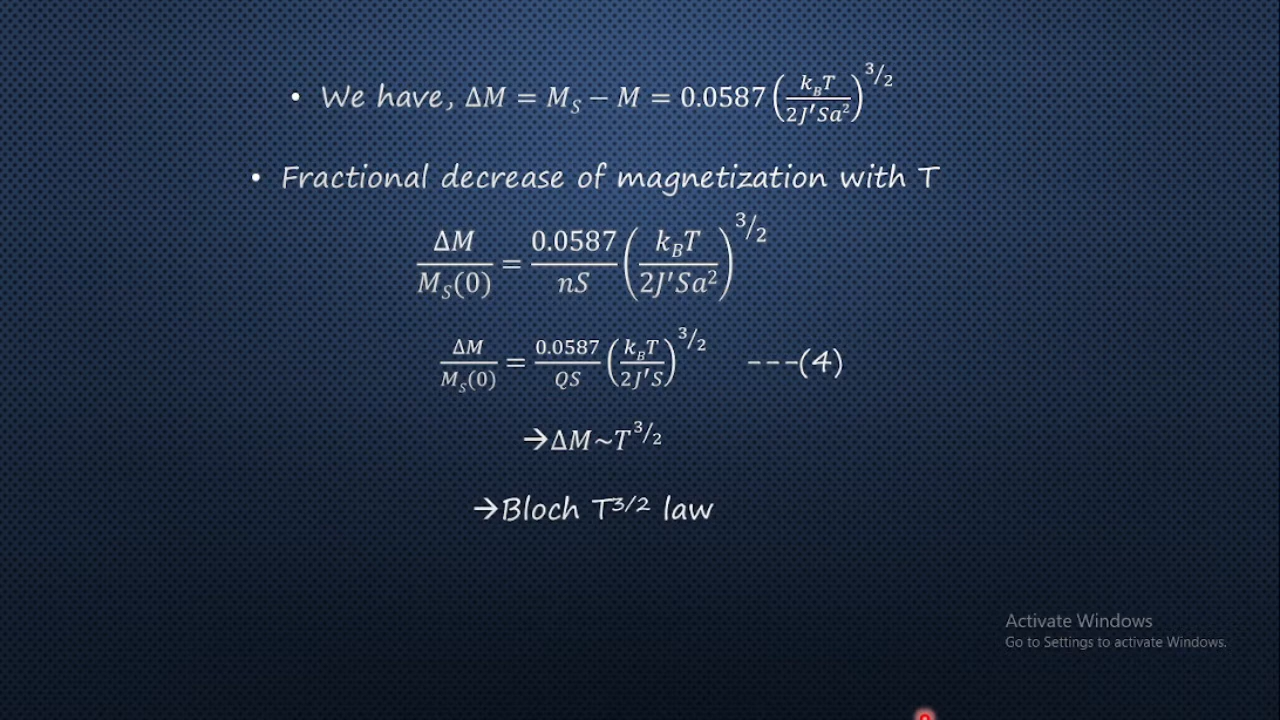 • We have, ΔM = M_S − M = 0.0587 (k_BT / 2J′Sa²)^3/2
• Fractional decrease of magnetization with T
ΔM / M_S(0) = 0.0587 / nS (k_BT / 2J′Sa²)^3/2
ΔM / M_S(0) = 0.0587 / QS (k_BT / 2J′S)^3/2 ---(4)
→ΔM~T^3/2
→Bloch T^3/2 law
Activate Windows
Go to Settings to activate Windows.